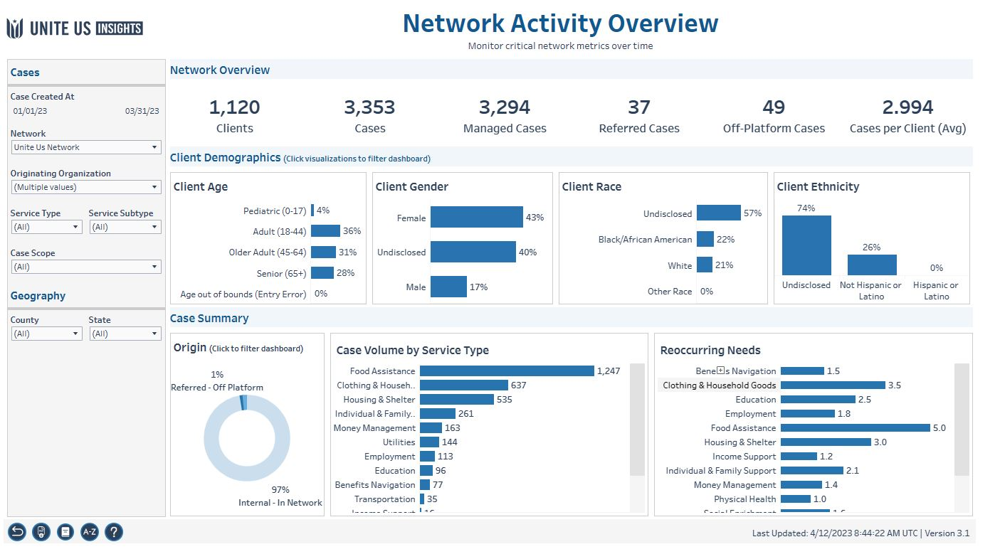 UNITE US INSIGHTS
Network Activity Overview
Monitor critical network metrics over time
Cases
Case Created At
01/01/23 03/31/23
Network
Unite Us Network
Originating Organization
(Multiple values)
Service Type Service Subtype
(All) (All)
Case Scope
(All)
Geography
County State
(All) (All)
Network Overview
1,120 3,353 3,294 37 49 2.994
Clients Cases Managed Cases Referred Cases Off-Platform Cases Cases per Client (Avg)
Client Demographics (Click visualizations to filter dashboard)
Client Age
Pediatric (0-17) 4%
Adult (18-44) 36%
Older Adult (45-64) 31%
Senior (65+) 28%
Age out of bounds (Entry Error) 0%
Client Gender
Female 43%
Undisclosed 40%
Male 17%
Client Race
Undisclosed 57%
Black/African American 22%
White 21%
Other Race 0%
Client Ethnicity
74%
26%
0%
Undisclosed Not Hispanic or Hispanic or
Latino Latino
Case Summary
Origin (Click to filter dashboard)
1%
Referred - Off Platform
97%
Internal - In Network
Case Volume by Service Type
Food Assistance 1,247
Clothing & Househ.. 637
Housing & Shelter 535
Individual & Family.. 261
Money Management 163
Utilities 144
Employment 113
Education 96
Benefits Navigation 77
Transportation 35
Income Support 16
Reoccurring Needs
Bene s Navigation 1.5
Clothing & Household Goods 3.5
Education 2.5
Employment 1.8
Food Assistance 5.0
Housing & Shelter 3.0
Income Support 1.2
Individual & Family Support 2.1
Money Management 1.4
Physical Health 1.0
Social Enrichment 1.6
A-Z ?
Last Updated: 4/12/2023 8:44:22 AM UTC | Version 3.1